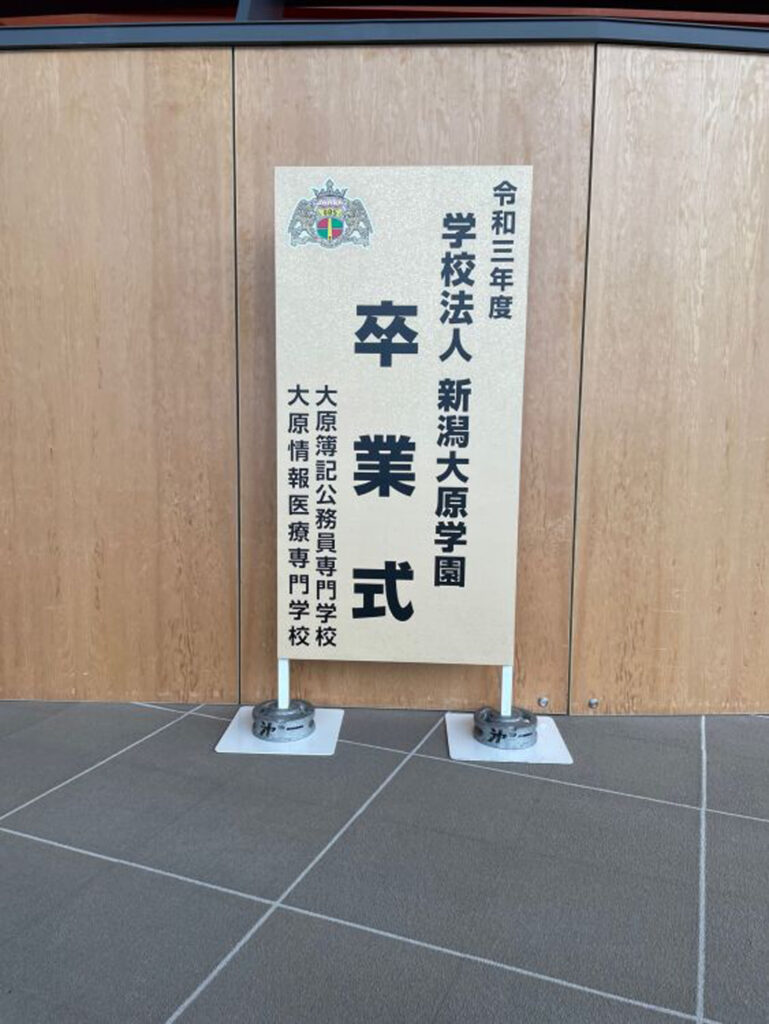 令和三年度
学校法人 新潟大原学園
卒業式
大原簿記公務員専門学校
大原情報医療専門学校